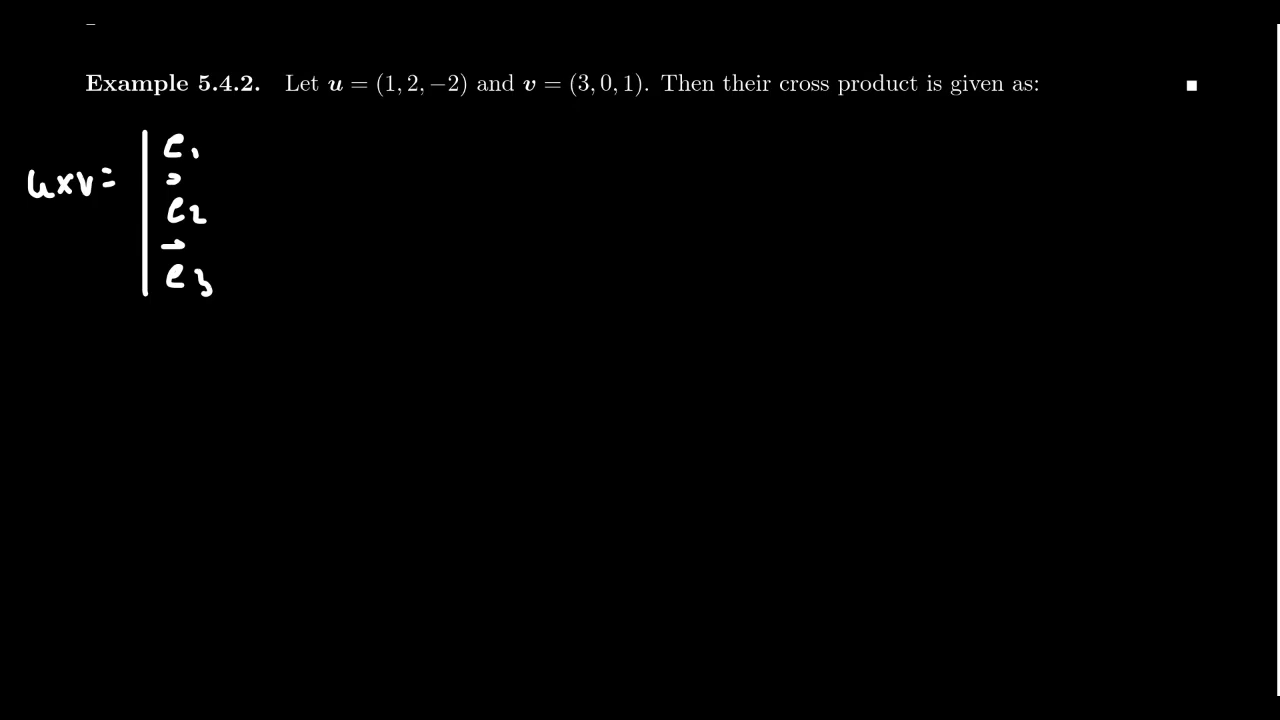 Example 5.4.2. Let u = (1, 2, −2) and v = (3, 0, 1). Then their cross product is given as: ■
u×v= | e1
→
e2
→
e3